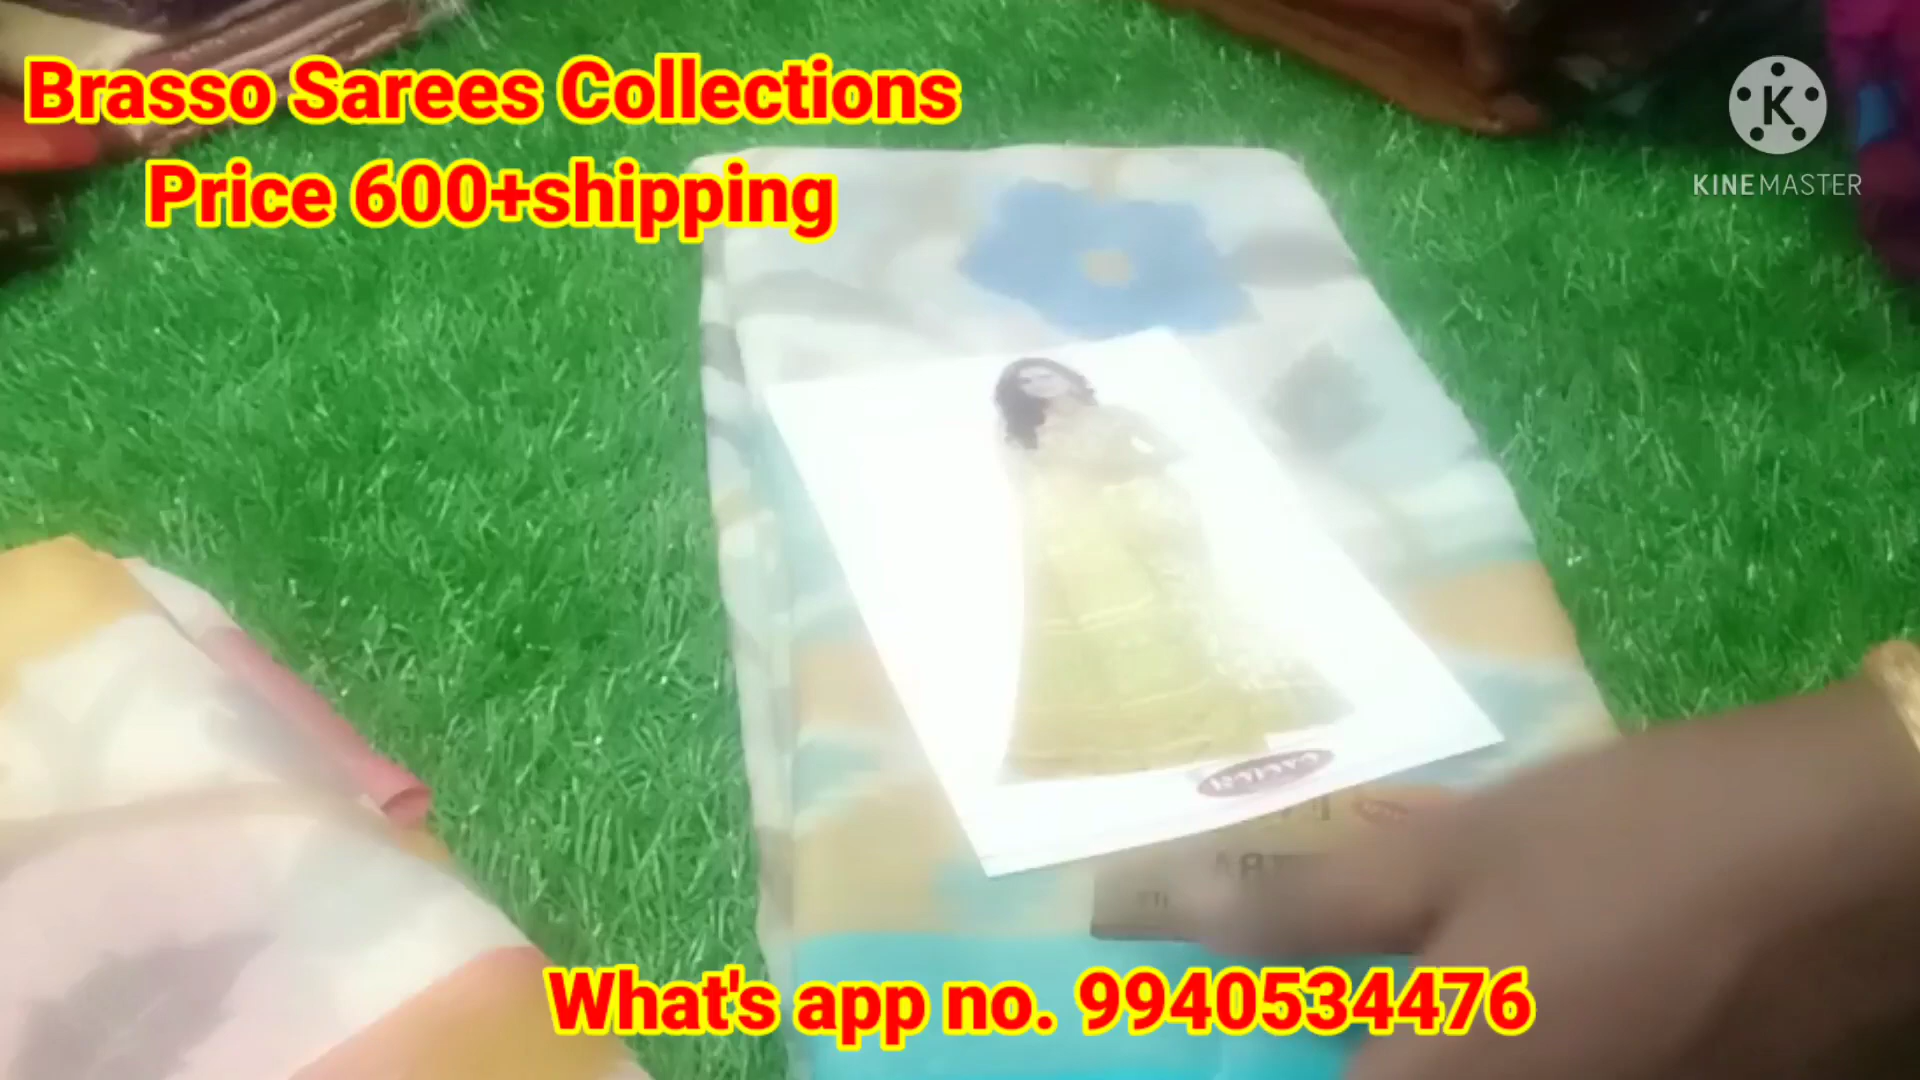 Brasso Sarees Collections
Price 600+shipping
K
KINEMASTER
What's app no. 9940534476